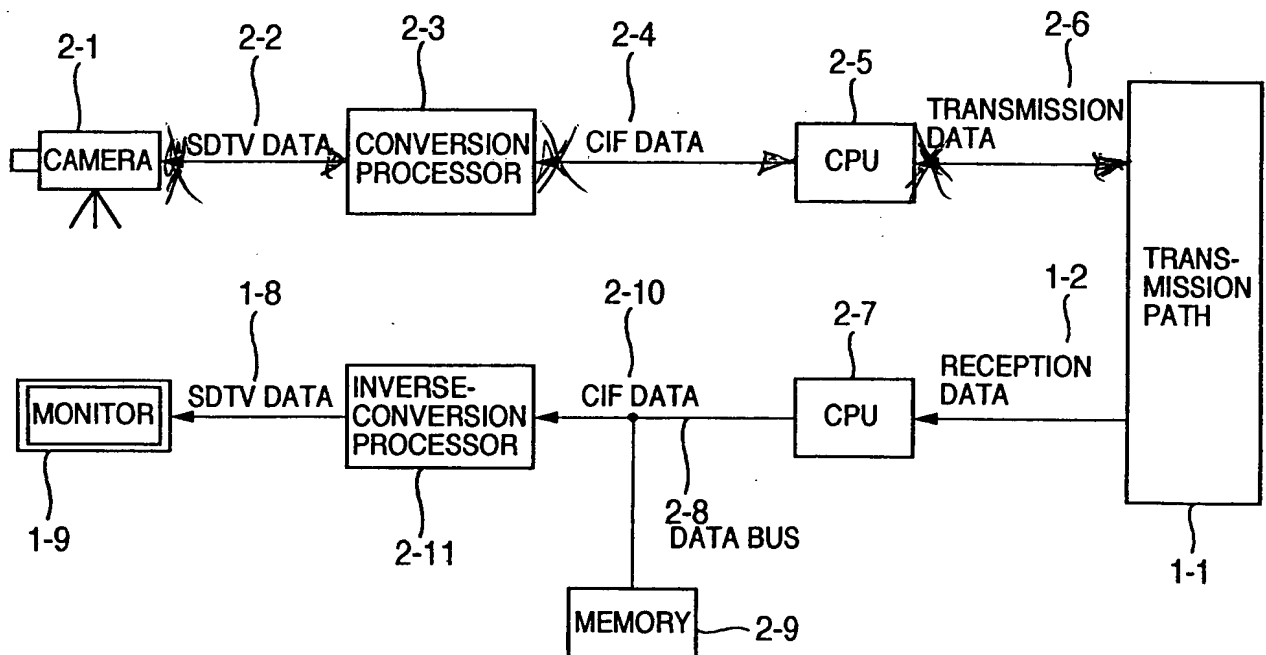 2-1
2-2
2-3
2-4
2-5
2-6
CAMERA
SDTV DATA
CONVERSION
PROCESSOR
CIF DATA
CPU
TRANSMISSION
DATA
TRANS-
MISSION
PATH
1-8
2-10
2-7
1-2
MONITOR
SDTV DATA
INVERSE-
CONVERSION
PROCESSOR
CIF DATA
CPU
RECEPTION
DATA
1-9
2-11
2-8
DATA BUS
1-1
MEMORY
2-9